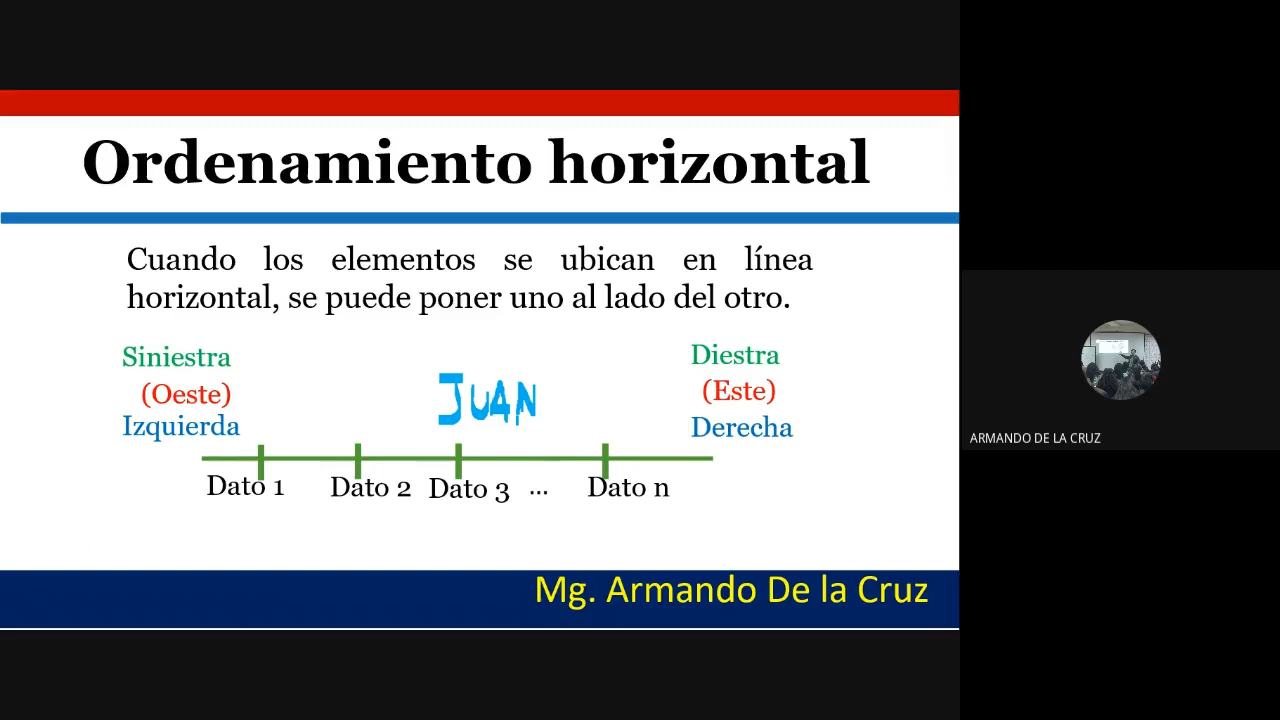 Ordenamiento horizontal
Cuando los elementos se ubican en línea
horizontal, se puede poner uno al lado del otro.
Siniestra
(Oeste)
Izquierda
JUAN
Diestra
(Este)
Derecha
Dato 1 Dato 2 Dato 3 ... Dato n
Mg. Armando De la Cruz
ARMANDO DE LA CRUZ